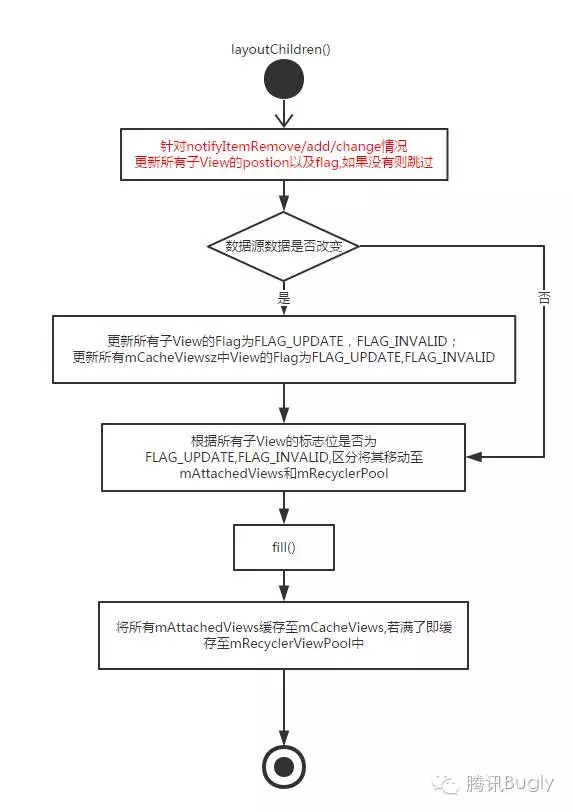 layoutChildren()
针对notifyItemRemove/add/change情况
更新所有子View的postion以及flag,如果没有则跳过
数据源数据是否改变
是
否
更新所有子View的Flag为FLAG_UPDATE，FLAG_INVALID；
更新所有mCacheViewsz中View的Flag为FLAG_UPDATE,FLAG_INVALID
根据所有子View的标志位是否为
FLAG_UPDATE,FLAG_INVALID,区分将其移动至
mAttachedViews和mRecyclerPool
fill()
将所有mAttachedViews缓存至mCacheViews,若满了即缓
存至mRecyclerViewPool中
腾讯Bugly